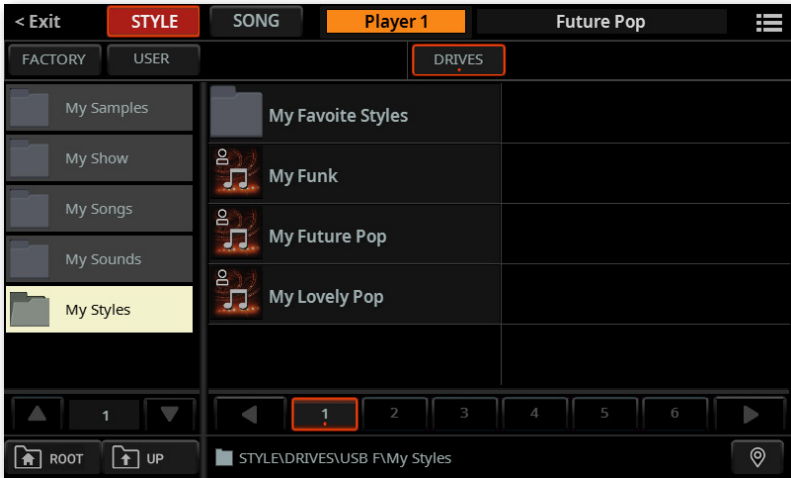 < Exit STYLE SONG Player 1 Future Pop
FACTORY USER DRIVES
My Samples
My Show
My Songs
My Sounds
My Styles
My Favoite Styles
My Funk
My Future Pop
My Lovely Pop
1
1 2 3 4 5 6
ROOT UP STYLE\DRIVES\USB F\My Styles